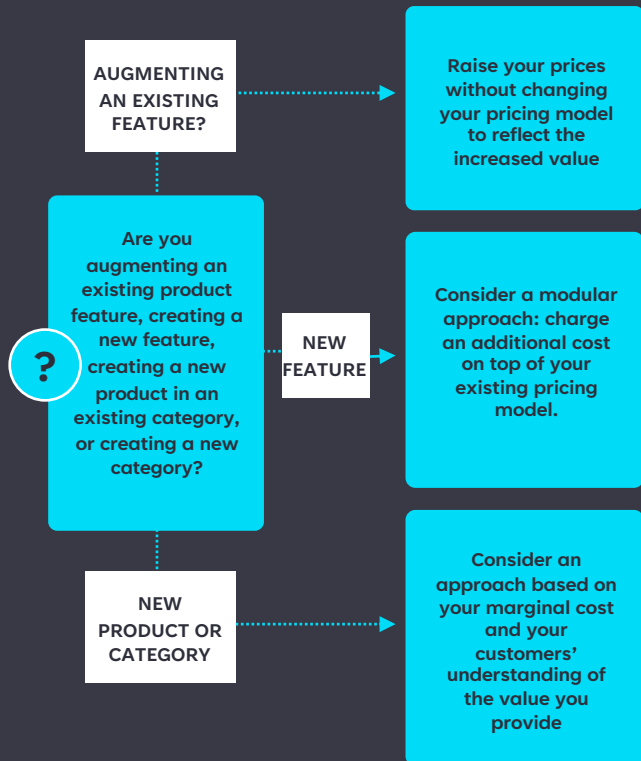 AUGMENTING
AN EXISTING
FEATURE?
Raise your prices
without changing
your pricing model
to reflect the
increased value
?
Are you
augmenting an
existing product
feature, creating a
new feature,
creating a new
product in an
existing category,
or creating a new
category?
NEW
FEATURE
Consider a modular
approach: charge
an additional cost
on top of your
existing pricing
model.
NEW
PRODUCT OR
CATEGORY
Consider an
approach based on
your marginal cost
and your
customers’
understanding of
the value you
provide